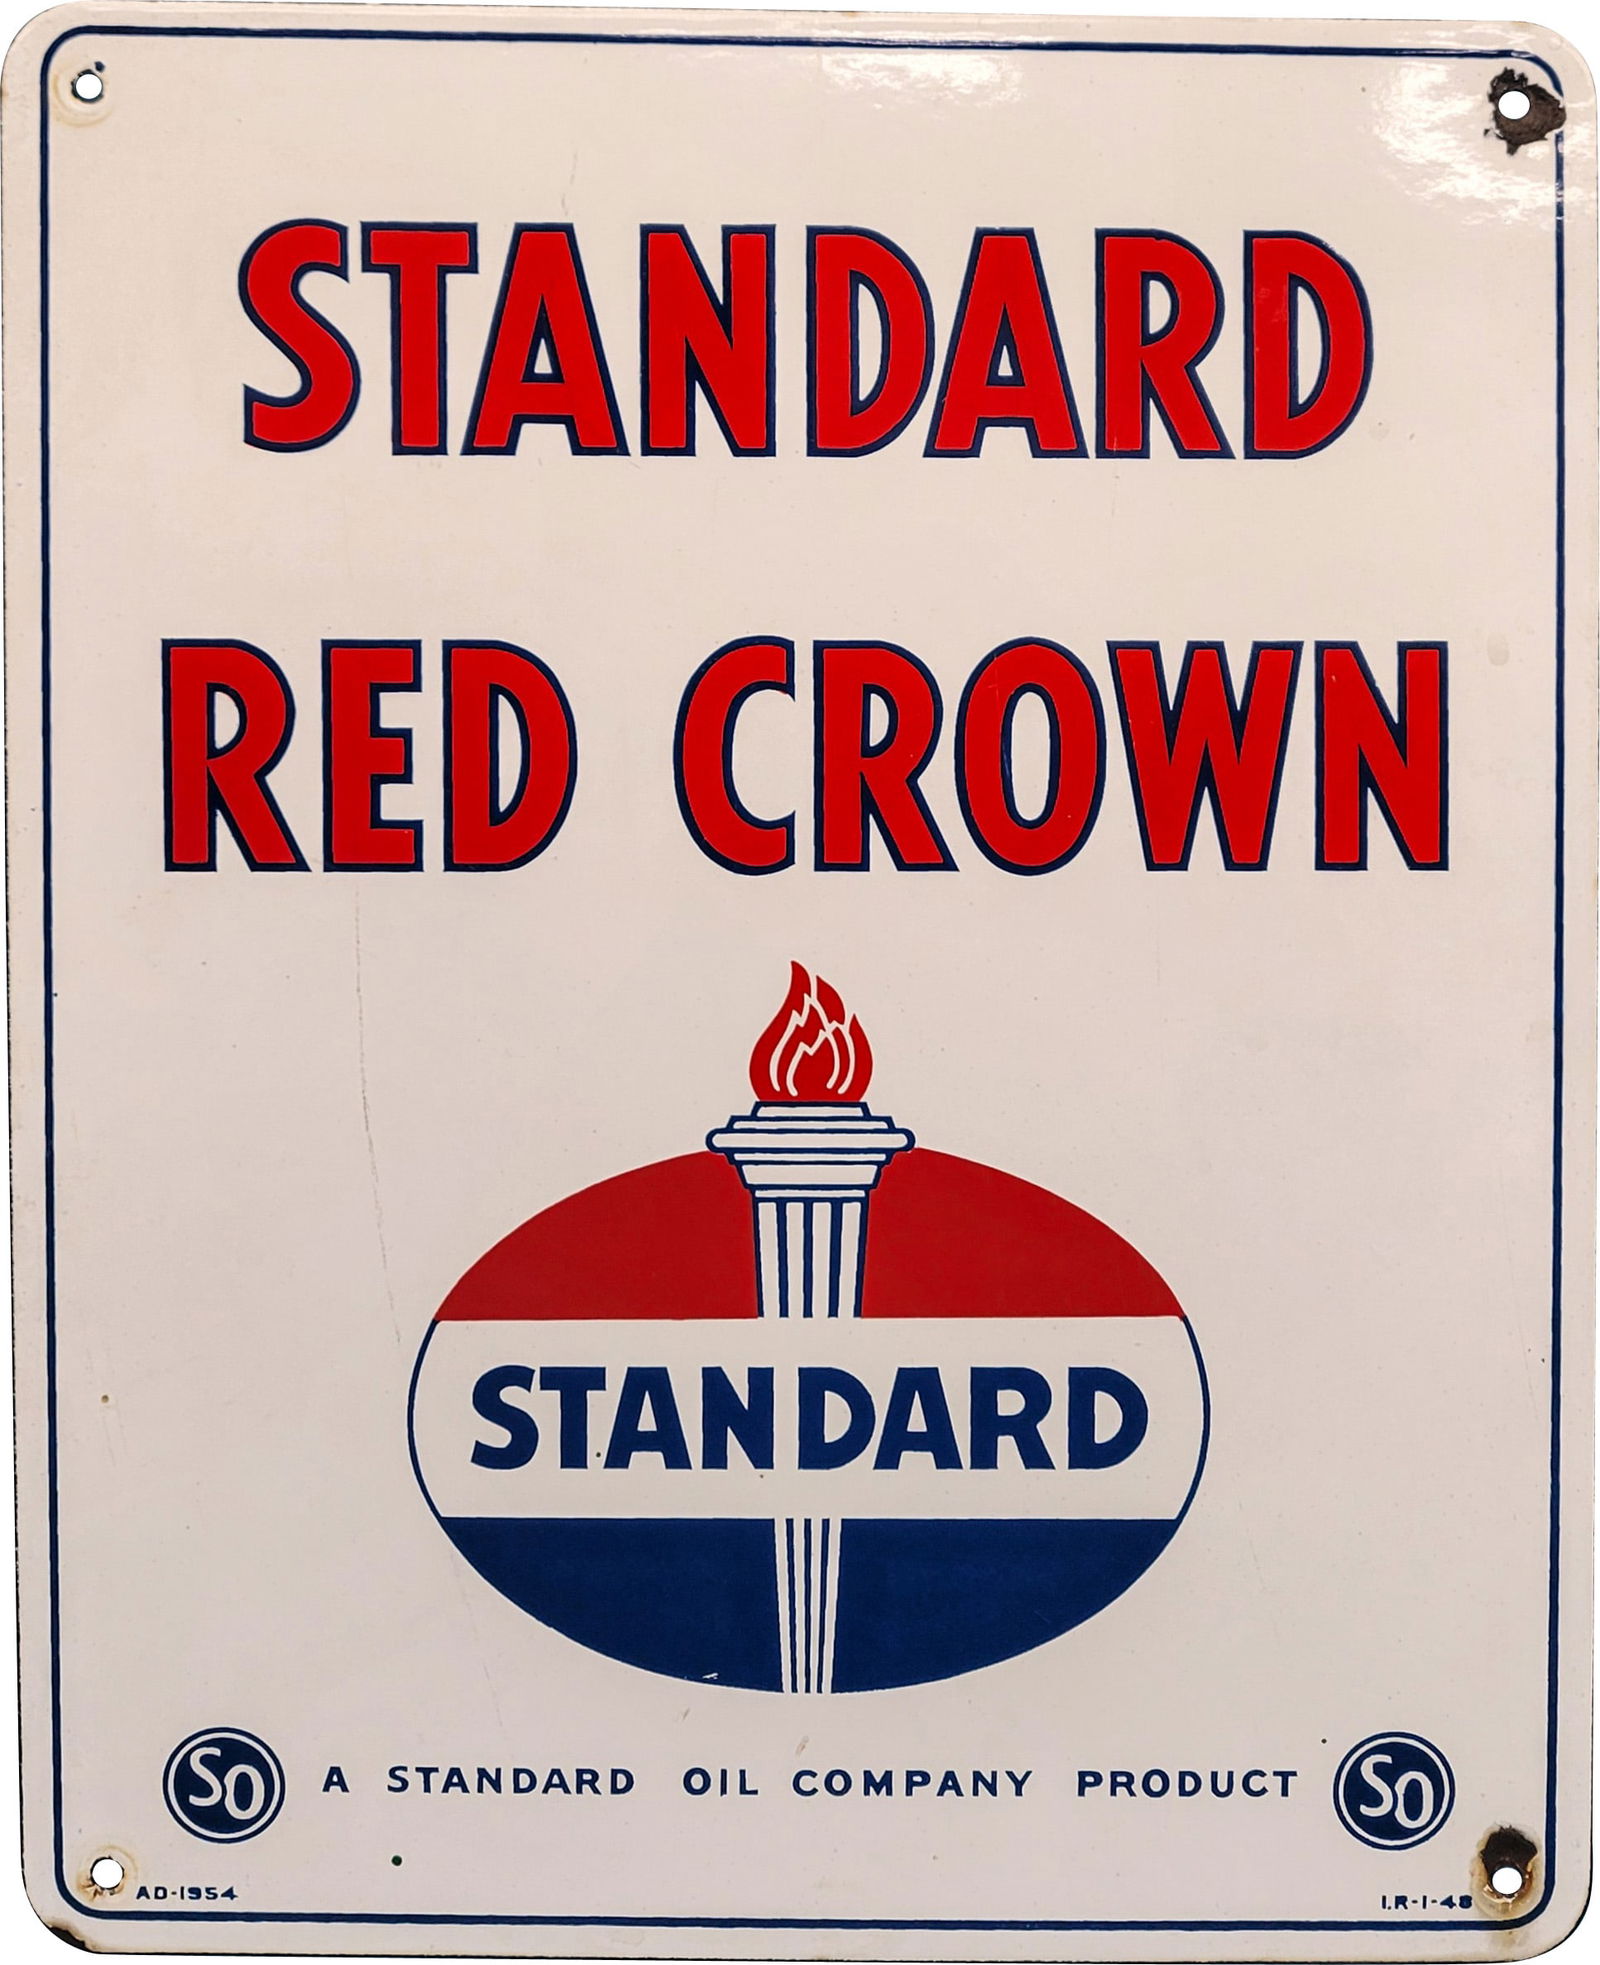 STANDARD
RED CROWN
STANDARD
SO A STANDARD OIL COMPANY PRODUCT SO
AD-1954 I.R-1-48